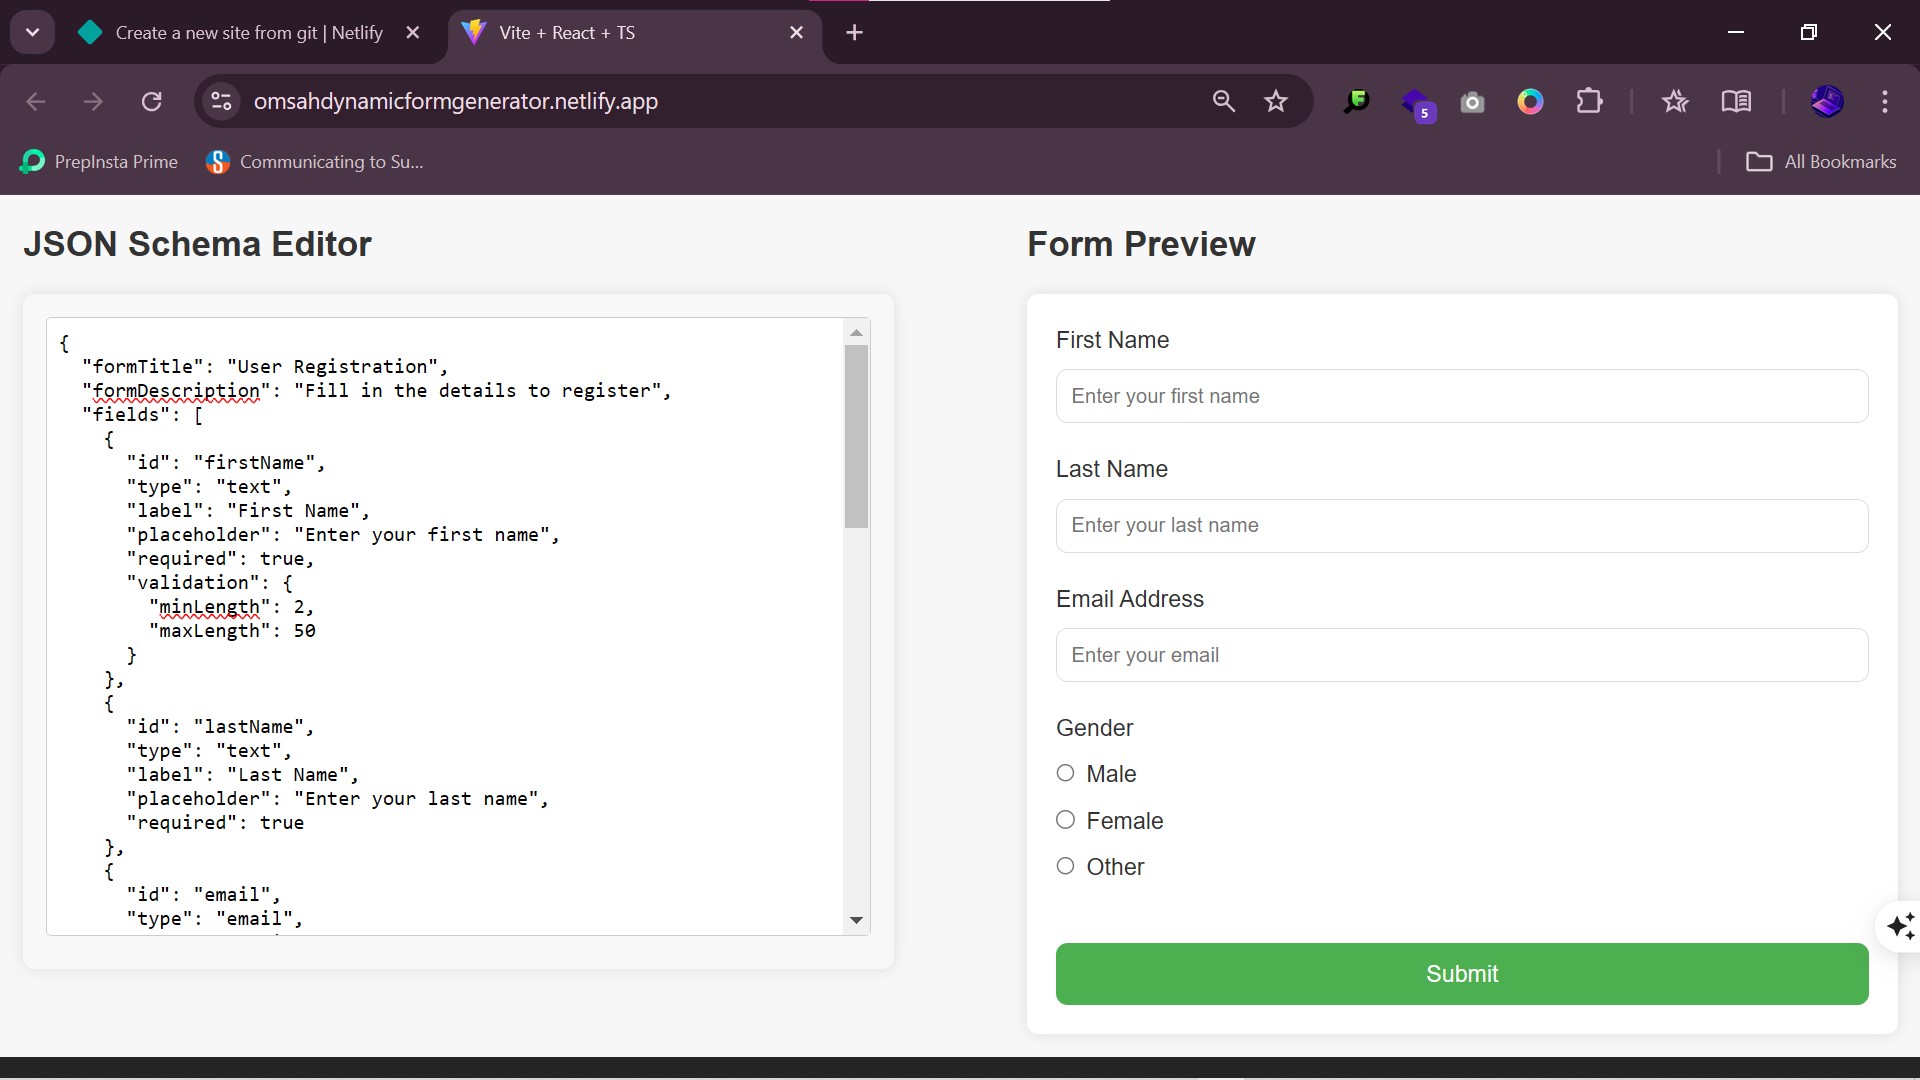 Create a new site from git | Netlify
Vite + React + TS
omsahdynamicformgenerator.netlify.app
5
PrepInsta Prime
Communicating to Su...
All Bookmarks
JSON Schema Editor
{
  "formTitle": "User Registration",
  "formDescription": "Fill in the details to register",
  "fields": [
    {
      "id": "firstName",
      "type": "text",
      "label": "First Name",
      "placeholder": "Enter your first name",
      "required": true,
      "validation": {
        "minLength": 2,
        "maxLength": 50
      }
    },
    {
      "id": "lastName",
      "type": "text",
      "label": "Last Name",
      "placeholder": "Enter your last name",
      "required": true
    },
    {
      "id": "email",
      "type": "email",
Form Preview
First Name
Enter your first name
Last Name
Enter your last name
Email Address
Enter your email
Gender
Male
Female
Other
Submit